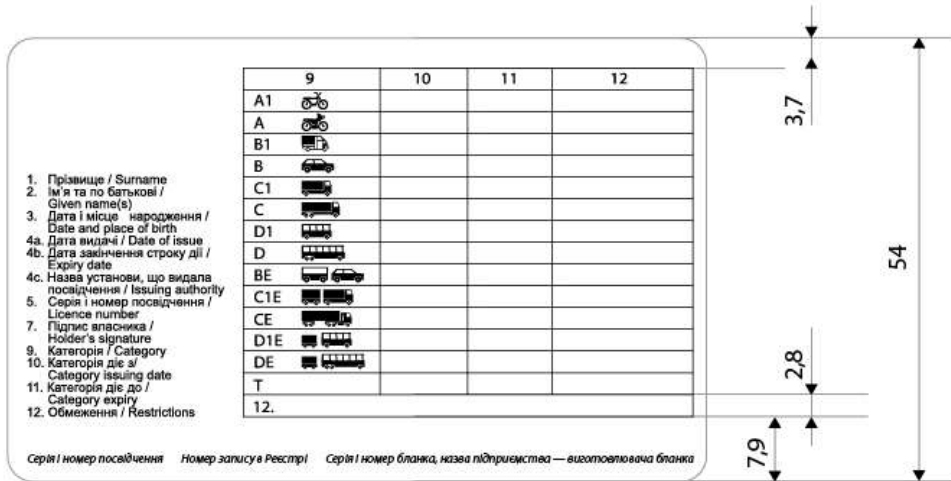 9 10 11 12
A1
A
B1
B
C1
C
D1
D
BE
C1E
CE
D1E
DE
T
12.
1. Прізвище / Surname
2. Ім'я та по батькові /
Given name(s)
3. Дата і місце народження /
Date and place of birth
4a. Дата видачі / Date of issue
4b. Дата закінчення строку дії /
Expiry date
4c. Назва установи, що видала
посвідчення / Issuing authority
5. Серія і номер посвідчення /
Licence number
7. Підпис власника /
Holder's signature
9. Категорія / Category
10. Категорія діє з/
Category issuing date
11. Категорія діє до /
Category expiry
12. Обмеження / Restrictions
Серія і номер посвідчення Номер запису в Реєстрі Серія і номер бланка, назва підприємства — виготовлювача бланка
3,7
54
2,8
7,9